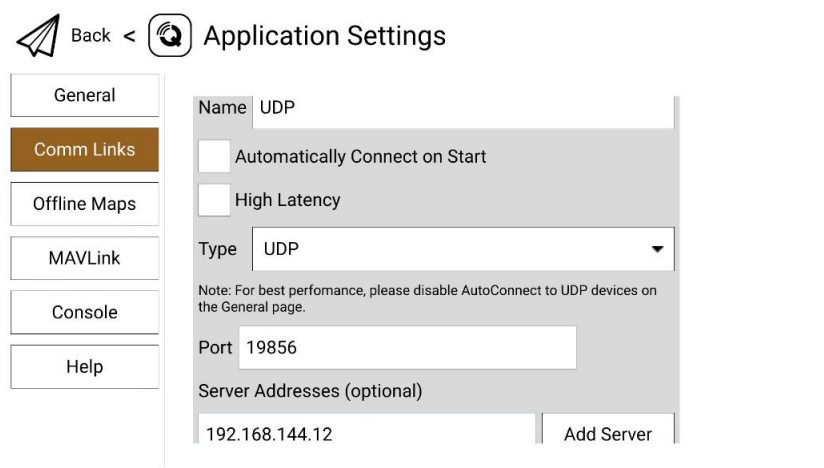 Back < Application Settings
General
Comm Links
Offline Maps
MAVLink
Console
Help
Name UDP
Automatically Connect on Start
High Latency
Type UDP
Note: For best perfomance, please disable AutoConnect to UDP devices on
the General page.
Port 19856
Server Addresses (optional)
192.168.144.12 Add Server